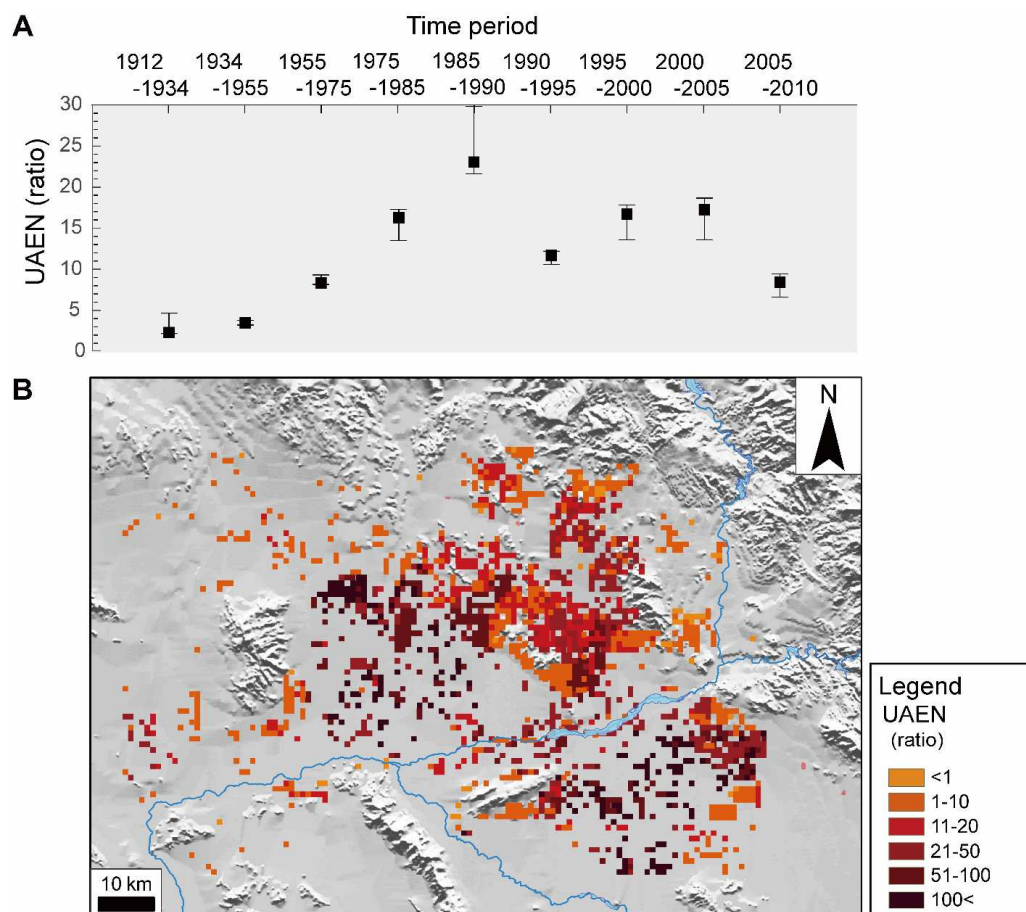 A
Time period
1912 1934 1955 1975 1985 1990 1995 2000 2005
-1934 -1955 -1975 -1985 -1990 -1995 -2000 -2005 -2010
30
25
20
15
10
5
0
UAEN (ratio)
B
N
10 km
Legend
UAEN
(ratio)
<1
1-10
11-20
21-50
51-100
100<